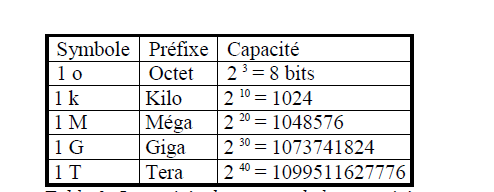 Symbole Préfixe Capacité
1 o Octet 2 ³ = 8 bits
1 k Kilo 2 ¹⁰ = 1024
1 M Méga 2 ²⁰ = 1048576
1 G Giga 2 ³⁰ = 1073741824
1 T Tera 2 ⁴⁰ = 1099511627776